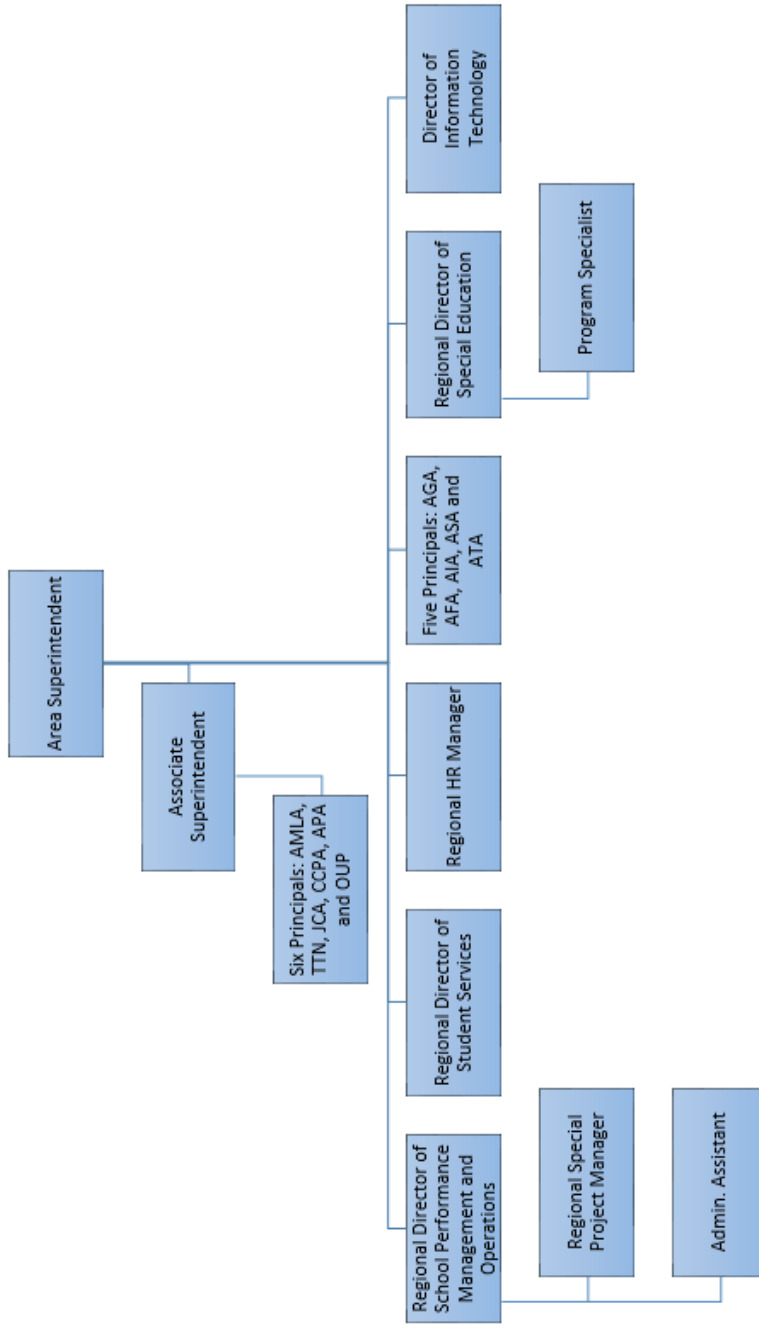 Area Superintendent
Associate
Superintendent
Six Principals: AMLA,
TTN, JCA, CCPA, APA
and OUP
Regional Director of
School Performance
Management and
Operations
Regional Special
Project Manager
Admin. Assistant
Regional Director of
Student Services
Regional HR Manager
Five Principals: AGA,
AFA, AIA, ASA and
ATA
Regional Director of
Special Education
Program Specialist
Director of
Information
Technology